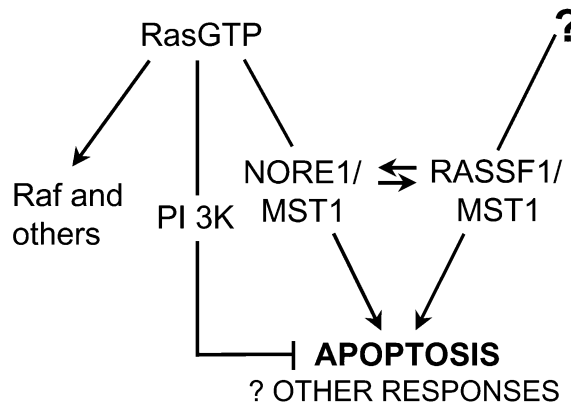 RasGTP
?
Raf and
others
PI 3K
NORE1/
MST1
RASSF1/
MST1
APOPTOSIS
? OTHER RESPONSES